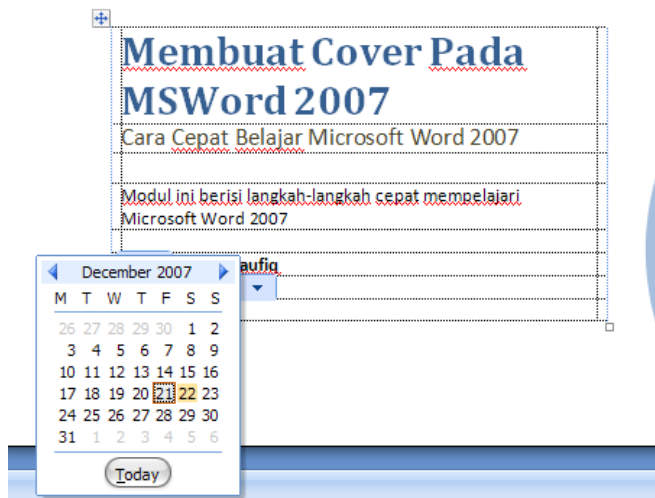 Membuat Cover Pada
MSWord 2007
Cara Cepat Belajar Microsoft Word 2007
Modul ini berisi langkah-langkah cepat mempelajari
Microsoft Word 2007
aufiq
December 2007
M T W T F S S
26 27 28 29 30 1 2
3 4 5 6 7 8 9
10 11 12 13 14 15 16
17 18 19 20 21 22 23
24 25 26 27 28 29 30
31 1 2 3 4 5 6
Today